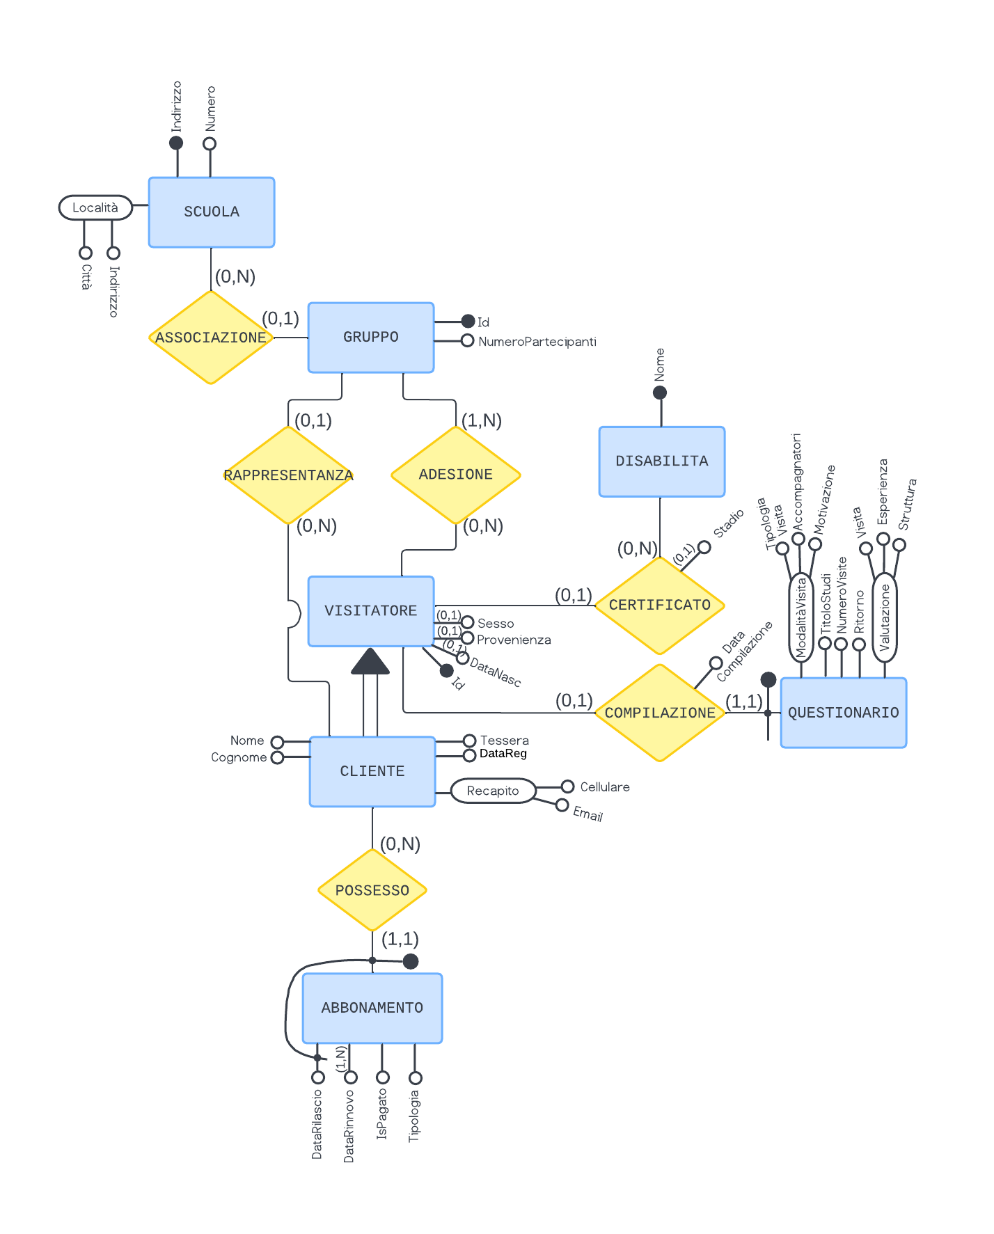 Indirizzo
Numero
Località
SCUOLA
Città
Indirizzo
(0,N)
ASSOCIAZIONE
(0,1)
GRUPPO
Id
NumeroPartecipanti
(0,1)
(1,N)
RAPPRESENTANZA
ADESIONE
(0,N)
(0,N)
Nome
DISABILITA
(0,N)
(0,1)
Stadio
CERTIFICATO
(0,1)
VISITATORE
(0,1)
Sesso
(0,1)
Provenienza
(0,1)
DataNasc
Id
(0,1)
COMPILAZIONE
Data
Compilazione
(1,1)
QUESTIONARIO
Tipologia
Visita
Accompagnatori
Motivazione
ModalitàVisita
TitoloStudi
NumeroVisite
Ritorno
Visita
Esperienza
Struttura
Valutazione
Nome
Cognome
CLIENTE
Tessera
DataReg
Recapito
Cellulare
Email
(0,N)
POSSESSO
(1,1)
ABBONAMENTO
(1,N)
DataRilascio
DataRinnovo
IsPagato
Tipologia